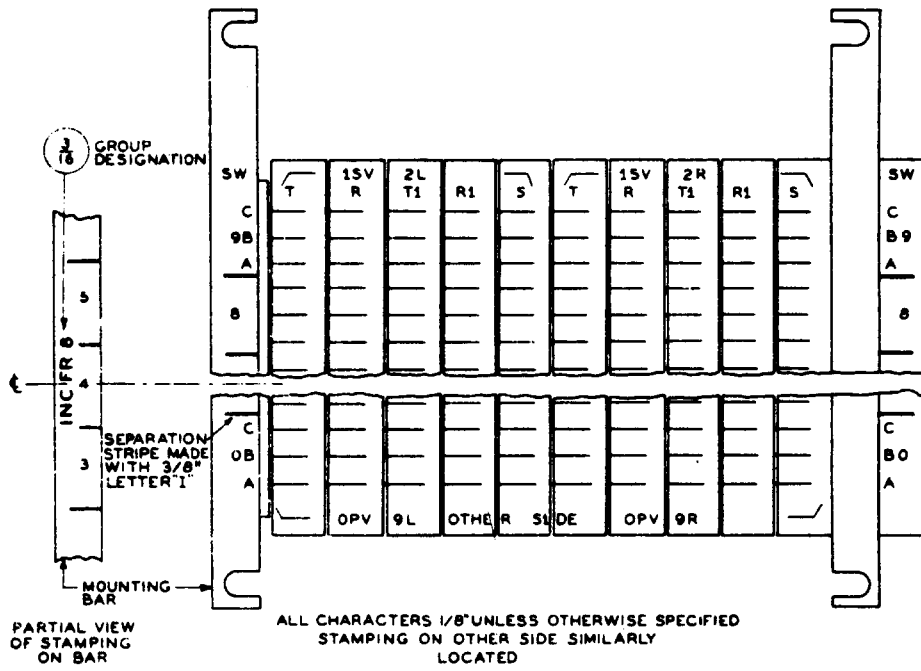 3/16 GROUP
DESIGNATION
SW
1SV 2L 1SV 2R
T R T1 R1 S T R T1 R1 S
SW
C
9B
A
8
C
B9
A
8
5
4
3
INC FR 8
℄
SEPARATION
STRIPE MADE
WITH 3/8"
LETTER "I"
C
0B
A
C
B0
A
OPV 9L OTHER SIDE OPV 9R
MOUNTING
BAR
PARTIAL VIEW
OF STAMPING
ON BAR
ALL CHARACTERS 1/8" UNLESS OTHERWISE SPECIFIED
STAMPING ON OTHER SIDE SIMILARLY
LOCATED